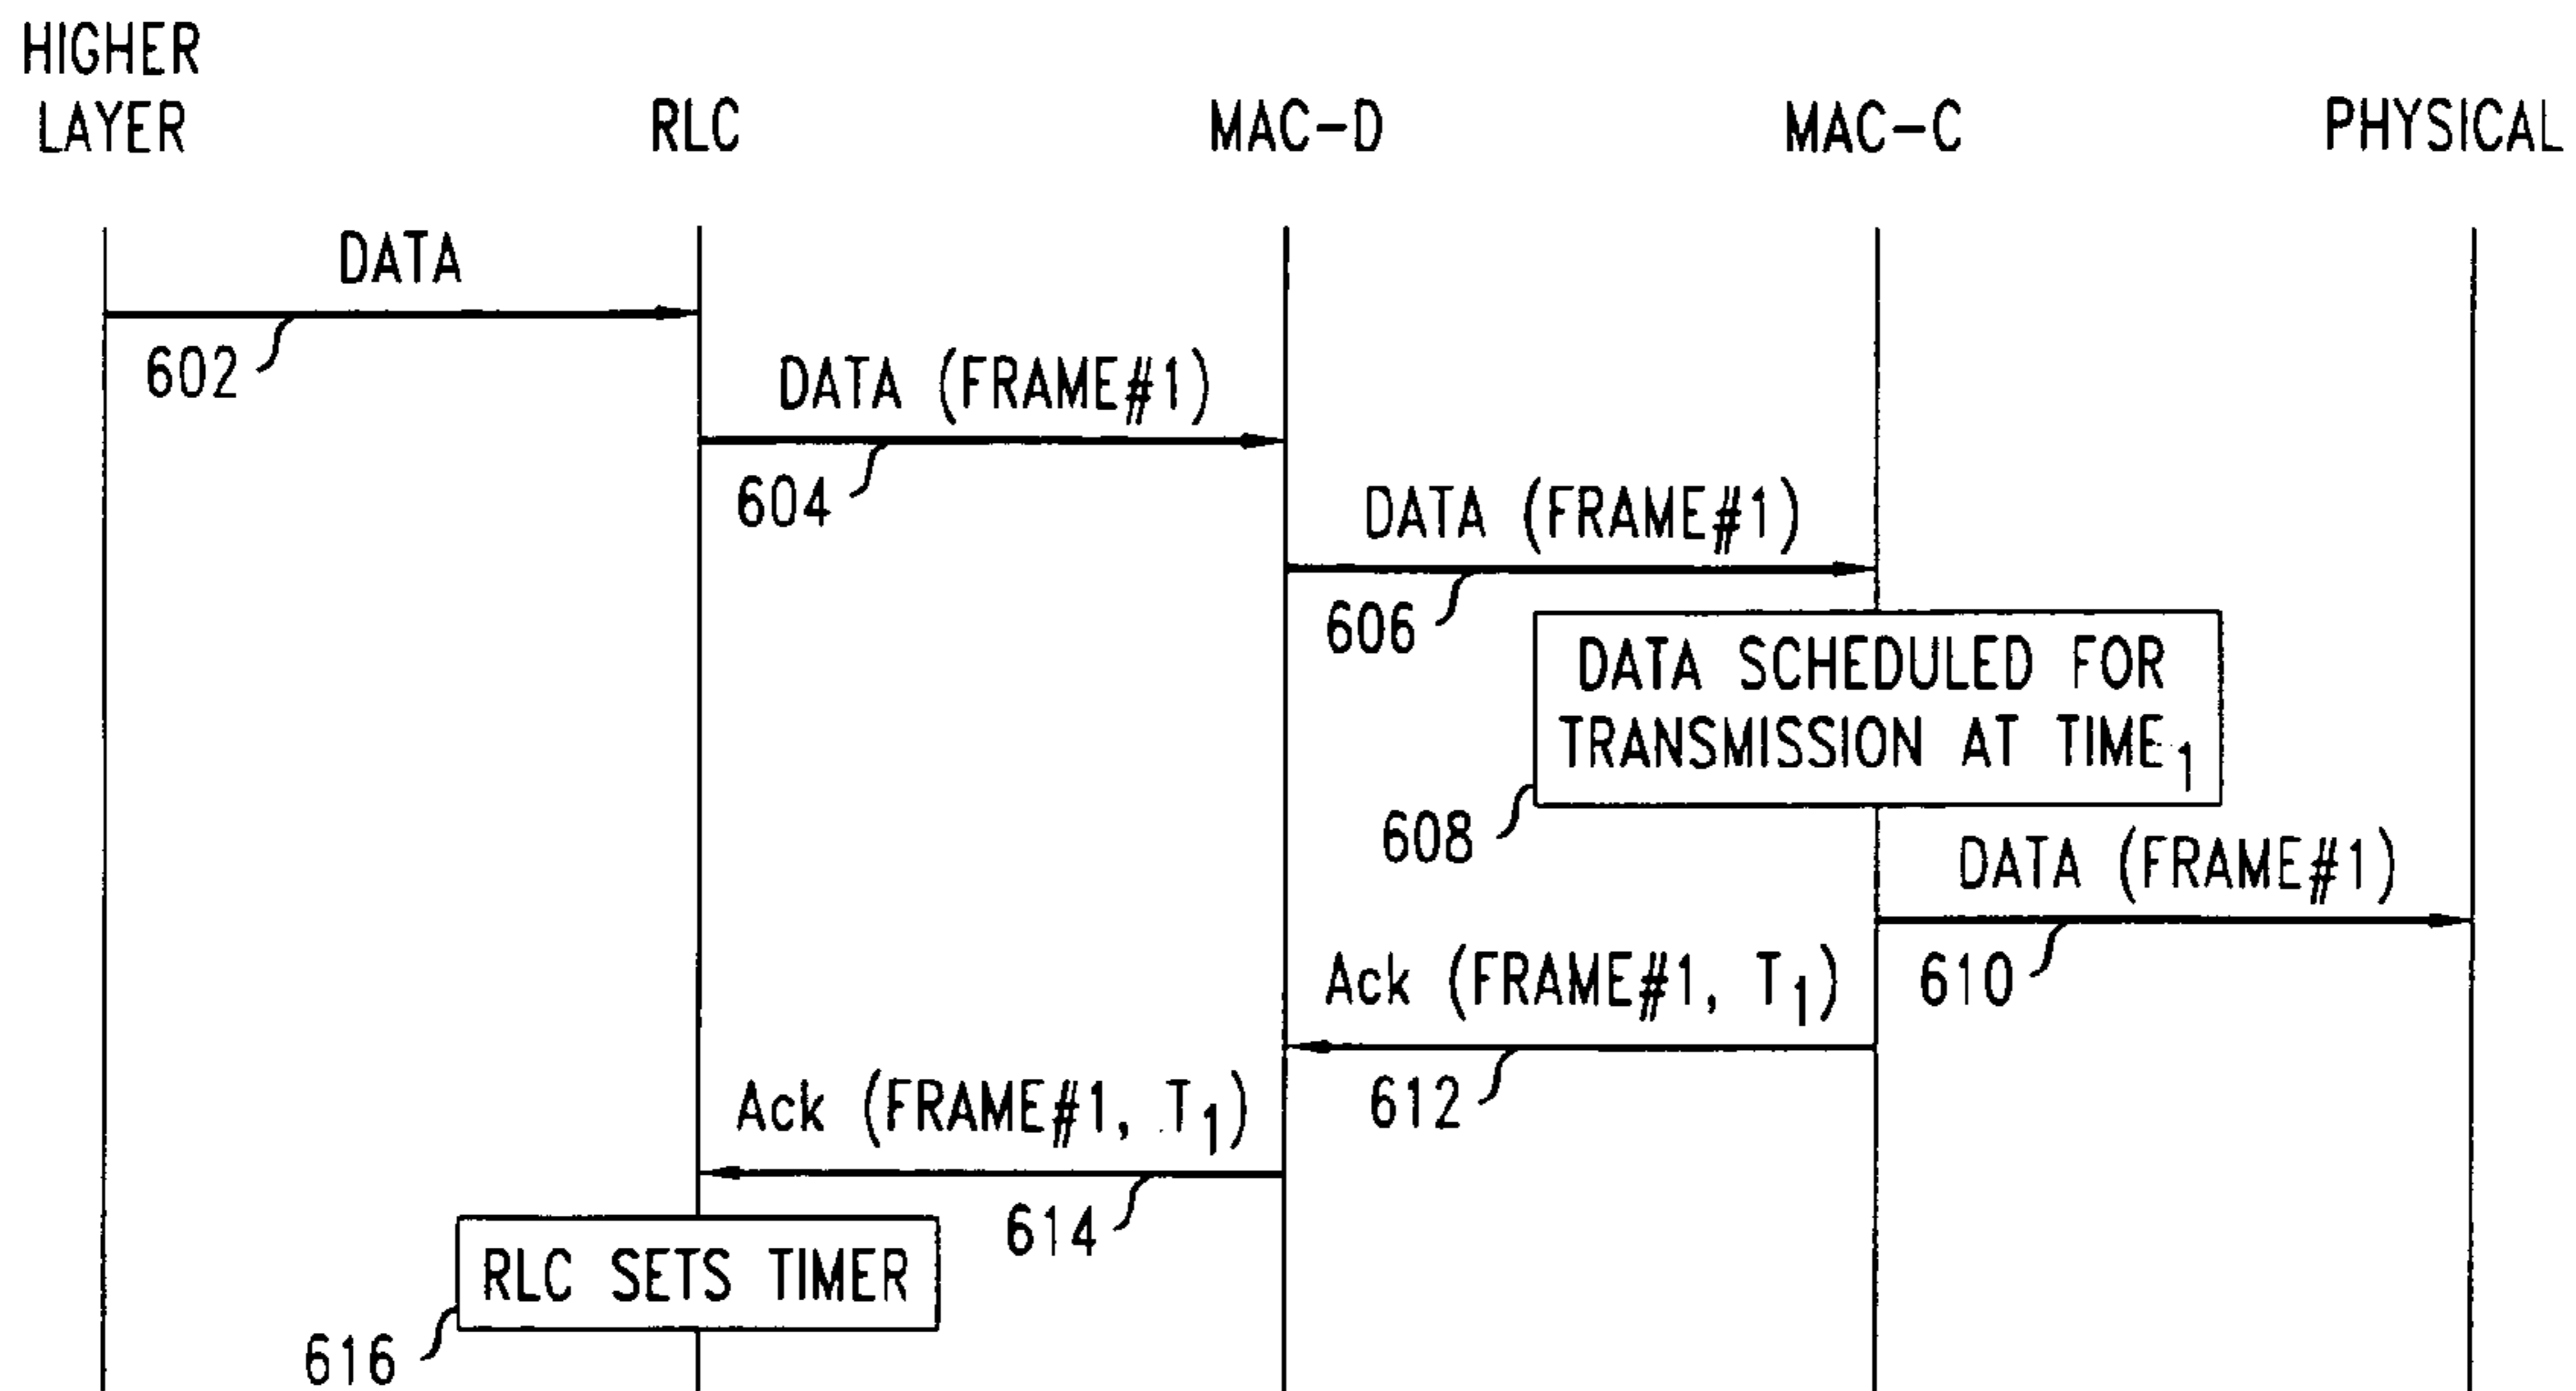 HIGHER
LAYER
RLC
MAC-D
MAC-C
PHYSICAL
DATA
602
DATA (FRAME#1)
604
DATA (FRAME#1)
606
DATA SCHEDULED FOR
TRANSMISSION AT TIME₁
608
DATA (FRAME#1)
610
Ack (FRAME#1, T₁)
612
Ack (FRAME#1, T₁)
614
RLC SETS TIMER
616